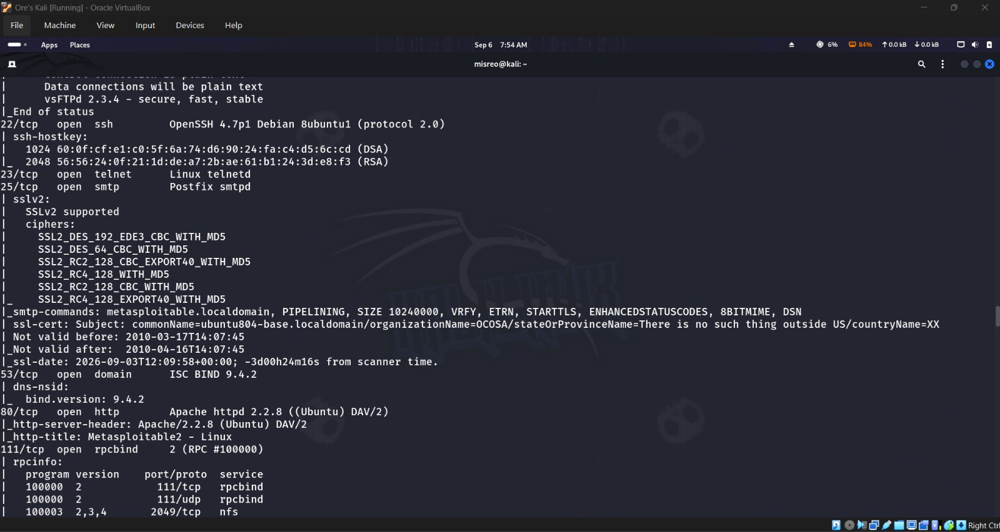 Ore's Kali [Running] - Oracle VirtualBox
File Machine View Input Devices Help
Apps Places Sep 6 7:54 AM 6% 84% 0.0 kB 0.0 kB
misreo@kali: ~
| Data connections will be plain text
| vsFTPd 2.3.4 - secure, fast, stable
|_End of status
22/tcp open ssh OpenSSH 4.7p1 Debian 8ubuntu1 (protocol 2.0)
| ssh-hostkey:
| 1024 60:0f:cf:e1:c0:5f:6a:74:d6:90:24:fa:c4:d5:6c:cd (DSA)
|_ 2048 56:56:24:0f:21:1d:de:a7:2b:ae:61:b1:24:3d:e8:f3 (RSA)
23/tcp open telnet Linux telnetd
25/tcp open smtp Postfix smtpd
| sslv2:
| SSLv2 supported
| ciphers:
| SSL2_DES_192_EDE3_CBC_WITH_MD5
| SSL2_DES_64_CBC_WITH_MD5
| SSL2_RC2_128_CBC_EXPORT40_WITH_MD5
| SSL2_RC4_128_WITH_MD5
| SSL2_RC2_128_CBC_WITH_MD5
|_ SSL2_RC4_128_EXPORT40_WITH_MD5
|_smtp-commands: metasploitable.localdomain, PIPELINING, SIZE 10240000, VRFY, ETRN, STARTTLS, ENHANCEDSTATUSCODES, 8BITMIME, DSN
| ssl-cert: Subject: commonName=ubuntu804-base.localdomain/organizationName=OCOSA/stateOrProvinceName=There is no such thing outside US/countryName=XX
| Not valid before: 2010-03-17T14:07:45
|_Not valid after: 2010-04-16T14:07:45
|_ssl-date: 2026-09-03T12:09:58+00:00; -3d00h24m16s from scanner time.
53/tcp open domain ISC BIND 9.4.2
| dns-nsid:
|_ bind.version: 9.4.2
80/tcp open http Apache httpd 2.2.8 ((Ubuntu) DAV/2)
|_http-server-header: Apache/2.2.8 (Ubuntu) DAV/2
|_http-title: Metasploitable2 - Linux
111/tcp open rpcbind 2 (RPC #100000)
| rpcinfo:
| program version port/proto service
| 100000 2 111/tcp rpcbind
| 100000 2 111/udp rpcbind
| 100003 2,3,4 2049/tcp nfs
Right Ctrl